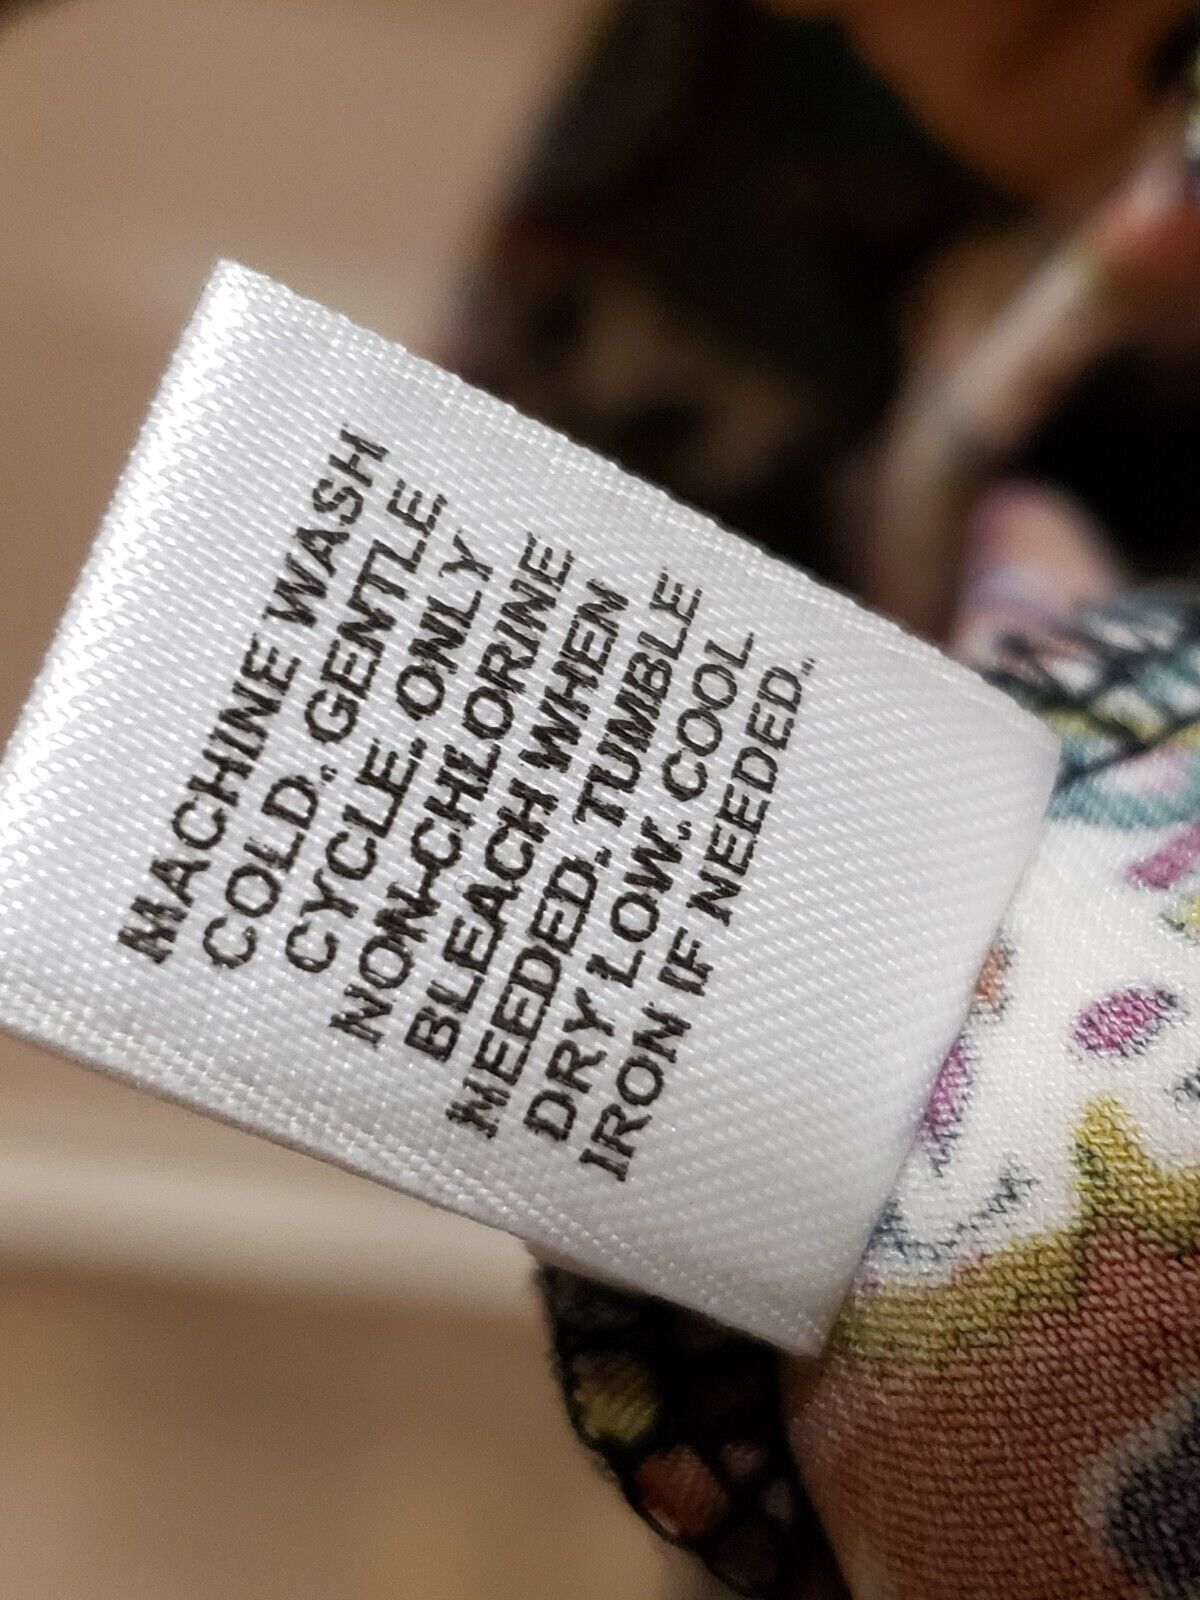 MACHINE WASH
COLD. GENTLE
CYCLE. ONLY
NON-CHLORINE
BLEACH WHEN
NEEDED. TUMBLE
DRY LOW. COOL
IRON IF NEEDED.